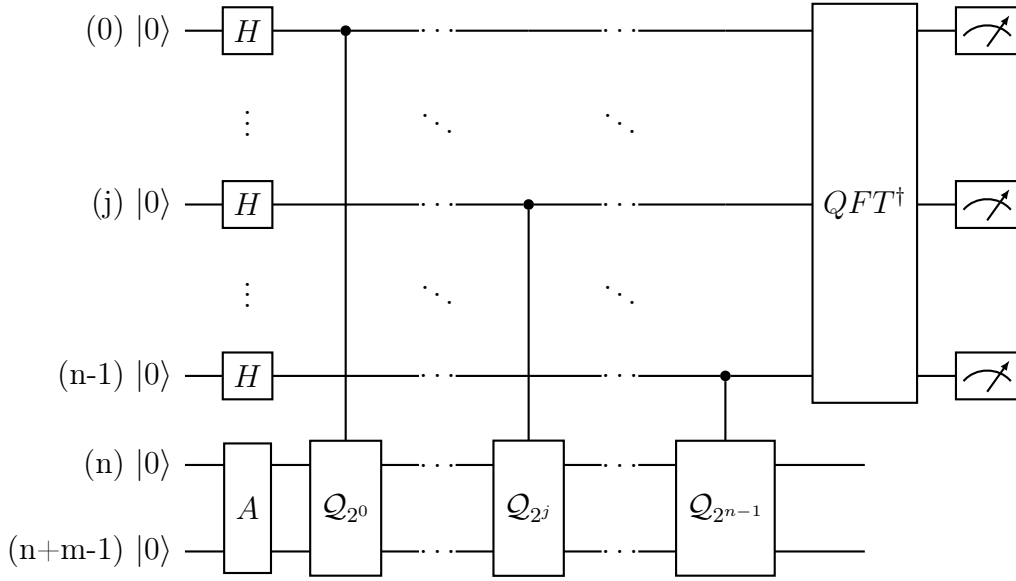 (0) |0⟩ H . . . . . .
⋮ ⋱ ⋱
(j) |0⟩ H . . . . . . QFT†
⋮ ⋱ ⋱
(n-1) |0⟩ H . . . . . .
(n) |0⟩ . . . . . .
A 𝒬_{2^0} 𝒬_{2^j} 𝒬_{2^{n-1}}
(n+m-1) |0⟩ . . . . . .